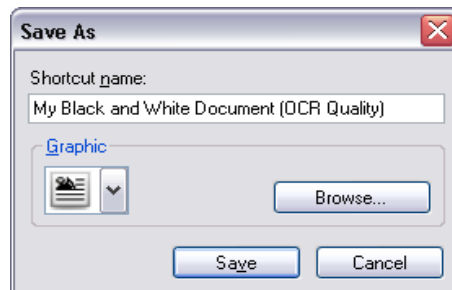 Save As
Shortcut name:
My Black and White Document (OCR Quality)
Graphic
Browse...
Save
Cancel